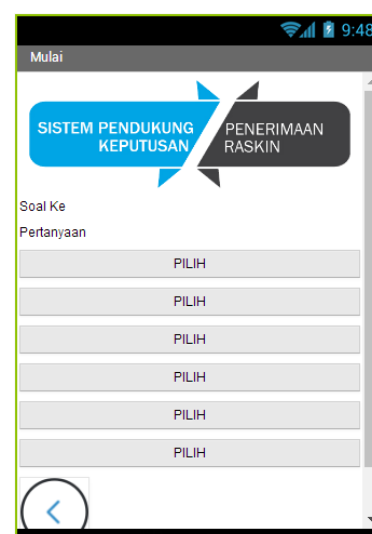 9:48
Mulai
SISTEM PENDUKUNG
KEPUTUSAN
PENERIMAAN
RASKIN
Soal Ke
Pertanyaan
PILIH
PILIH
PILIH
PILIH
PILIH
PILIH